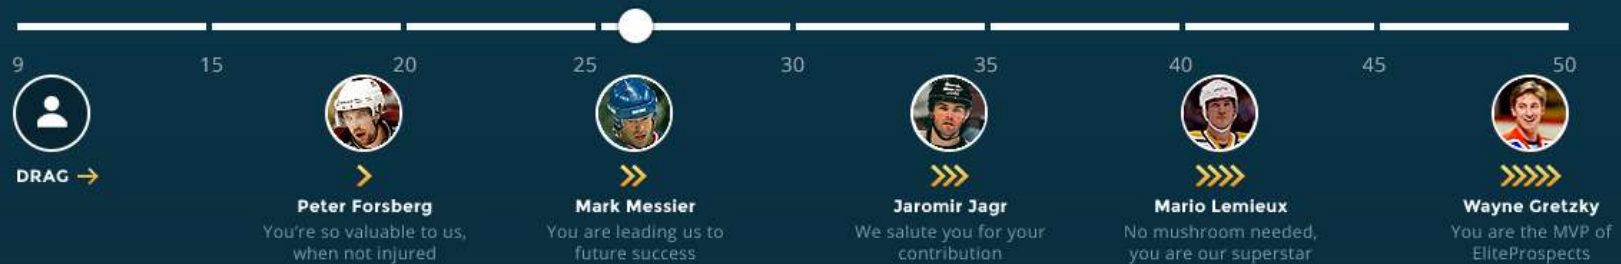 9 15 20 25 30 35 40 45 50
DRAG
Peter Forsberg
You're so valuable to us,
when not injured
Mark Messier
You are leading us to
future success
Jaromir Jagr
We salute you for your
contribution
Mario Lemieux
No mushroom needed,
you are our superstar
Wayne Gretzky
You are the MVP of
EliteProspects